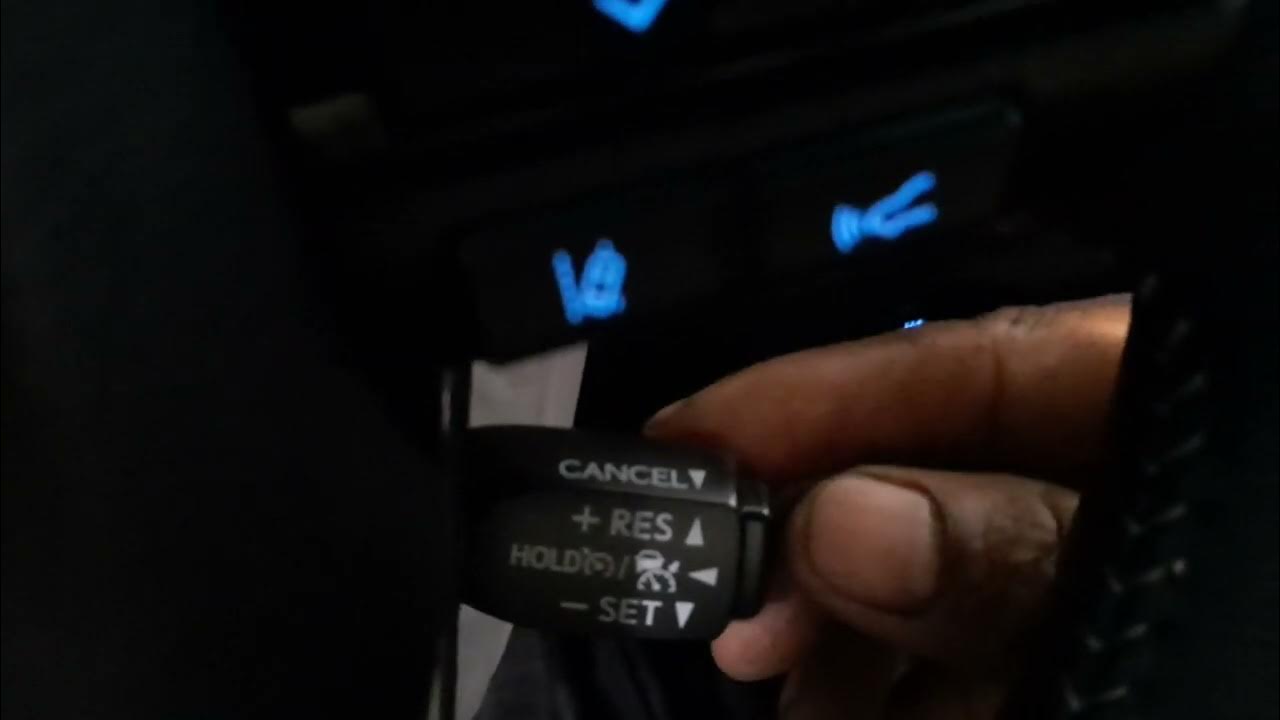 CANCEL▼
+ RES ▲
HOLD / ◀
− SET ▼